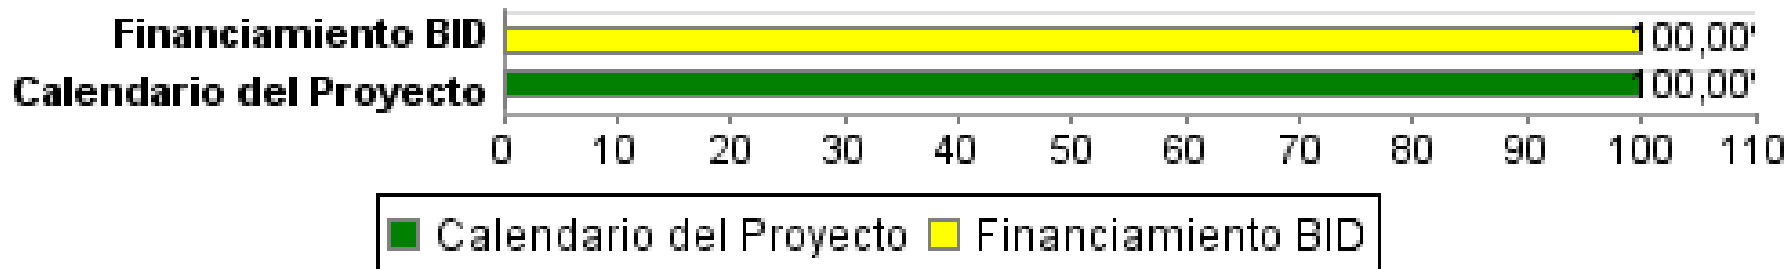 Financiamiento BID 100,00
Calendario del Proyecto 100,00
0 10 20 30 40 50 60 70 80 90 100 110
Calendario del Proyecto Financiamiento BID